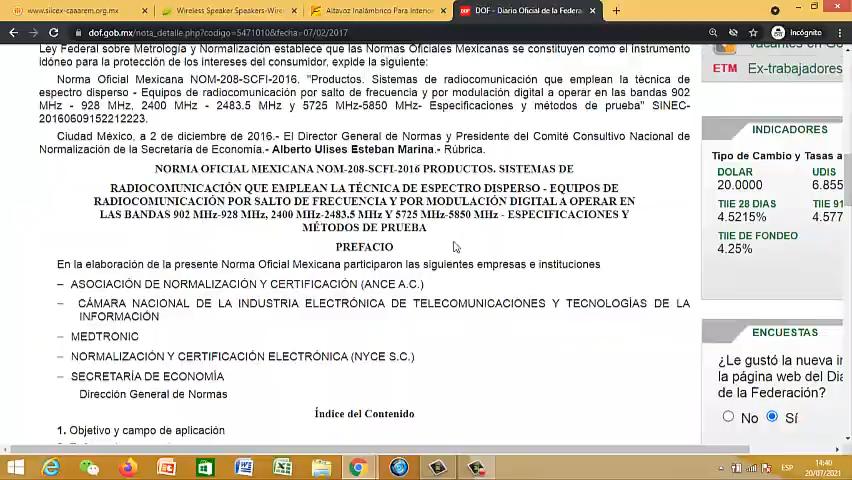 www.siicex-caaarem.org.mx
Wireless Speaker Speakers-Wire
Altavoz Inalámbrico Para Interior
DOF - Diario Oficial de la Federa
dof.gob.mx/nota_detalle.php?codigo=5471010&fecha=07/02/2017
Incógnito
Ley Federal sobre Metrología y Normalización establece que las Normas Oficiales Mexicanas se constituyen como el Instrumento
idóneo para la protección de los intereses del consumidor, expide la siguiente:
Norma Oficial Mexicana NOM-208-SCFI-2016. "Productos. Sistemas de radiocomunicación que emplean la técnica de
espectro disperso - Equipos de radiocomunicación por salto de frecuencia y por modulación digital a operar en las bandas 902
MHz - 928 MHz, 2400 MHz - 2483.5 MHz y 5725 MHz-5850 MHz- Especificaciones y métodos de prueba" SINEC-
20160609152212223.
Ciudad México, a 2 de diciembre de 2016.- El Director General de Normas y Presidente del Comité Consultivo Nacional de
Normalización de la Secretaría de Economía.- Alberto Ulises Esteban Marina.- Rúbrica.
NORMA OFICIAL MEXICANA NOM-208-SCFI-2016 PRODUCTOS. SISTEMAS DE
RADIOCOMUNICACIÓN QUE EMPLEAN LA TÉCNICA DE ESPECTRO DISPERSO - EQUIPOS DE
RADIOCOMUNICACIÓN POR SALTO DE FRECUENCIA Y POR MODULACIÓN DIGITAL A OPERAR EN
LAS BANDAS 902 MHz-928 MHz, 2400 MHz-2483.5 MHz Y 5725 MHz-5850 MHz - ESPECIFICACIONES Y
MÉTODOS DE PRUEBA
PREFACIO
En la elaboración de la presente Norma Oficial Mexicana participaron las siguientes empresas e instituciones
– ASOCIACIÓN DE NORMALIZACIÓN Y CERTIFICACIÓN (ANCE A.C.)
– CÁMARA NACIONAL DE LA INDUSTRIA ELECTRÓNICA DE TELECOMUNICACIONES Y TECNOLOGÍAS DE LA
INFORMACIÓN
– MEDTRONIC
– NORMALIZACIÓN Y CERTIFICACIÓN ELECTRÓNICA (NYCE S.C.)
– SECRETARÍA DE ECONOMÍA
Dirección General de Normas
Índice del Contenido
1. Objetivo y campo de aplicación
Vacantes en Go
ETM Ex-trabajadores
INDICADORES
Tipo de Cambio y Tasas a
DOLAR UDIS
20.0000 6.855
TIIE 28 DIAS TIIE 91
4.5215% 4.577
TIIE DE FONDEO
4.25%
ENCUESTAS
¿Le gustó la nueva ir
la página web del Dia
de la Federación?
No Sí
ESP
14:40
20/07/2021